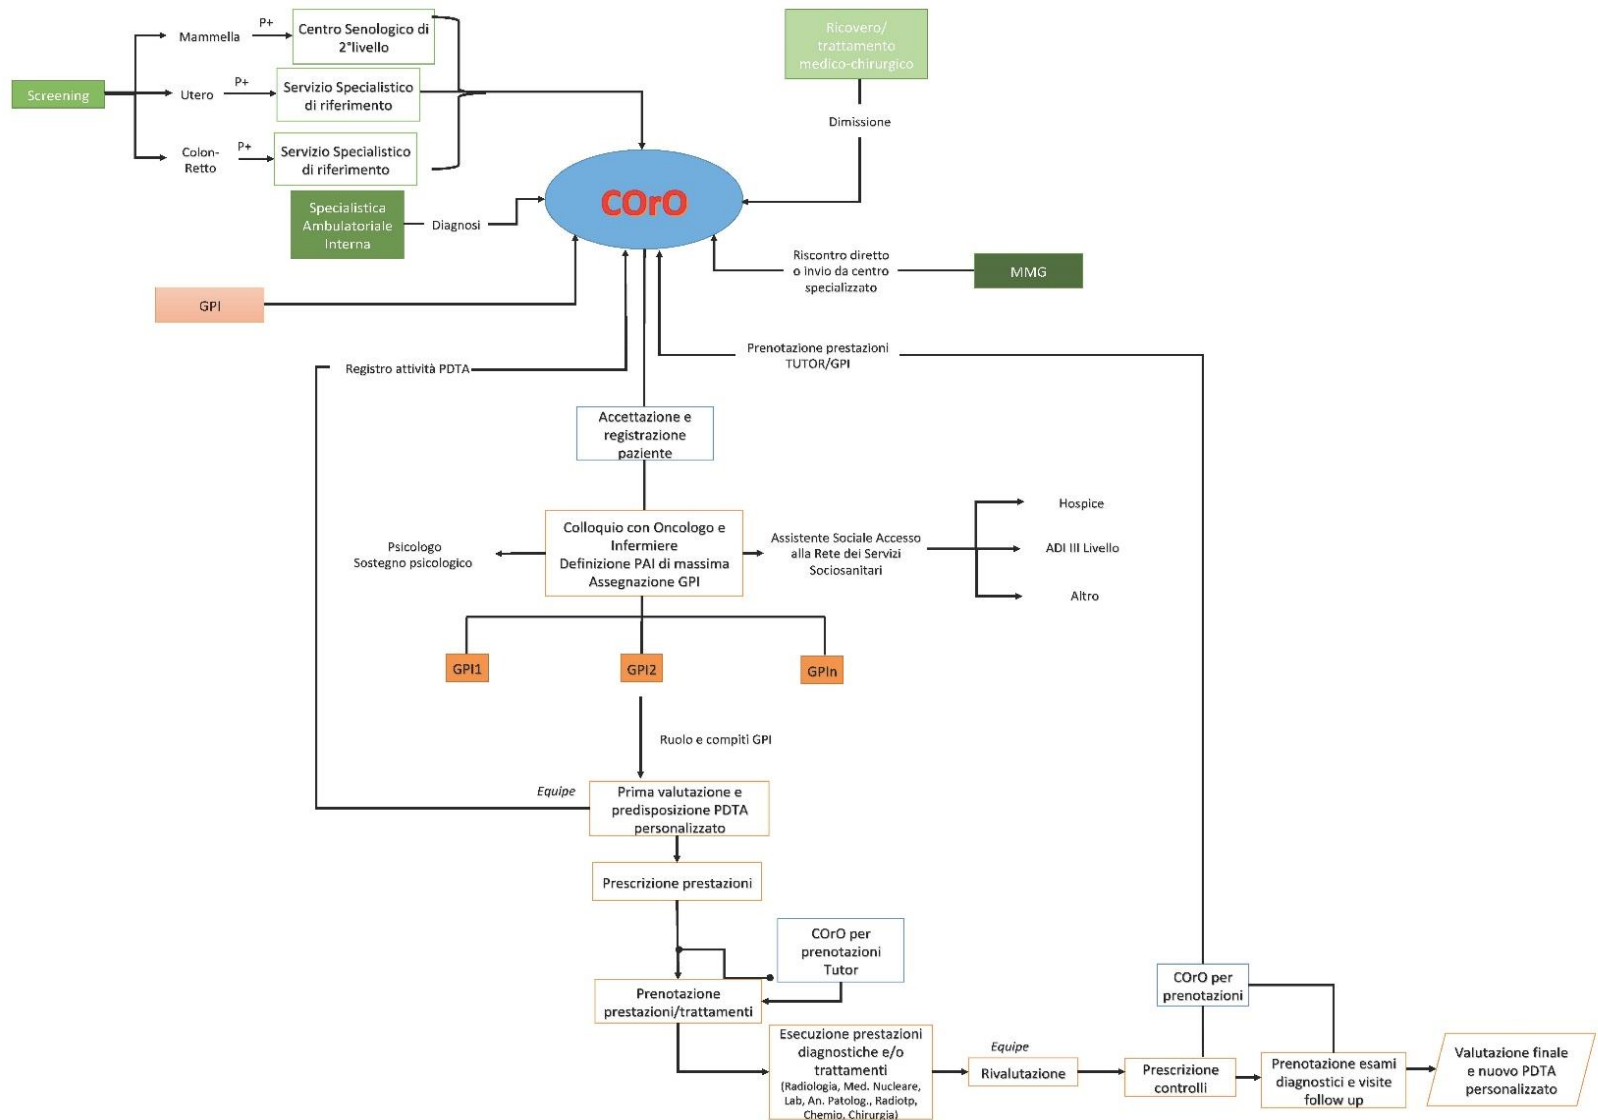 P+
Mammella
Centro Senologico di
2°livello
Screening
P+
Utero
Servizio Specialistico
di riferimento
P+
Colon-
Retto
Servizio Specialistico
di riferimento
Ricovero/
trattamento
medico-chirurgico
Dimissione
COrO
Specialistica
Ambulatoriale
Interna
Diagnosi
Riscontro diretto
o invio da centro
specializzato
MMG
GPI
Registro attività PDTA
Prenotazione prestazioni
TUTOR/GPI
Accettazione e
registrazione
paziente
Colloquio con Oncologo e
Infermiere
Definizione PAI di massima
Assegnazione GPI
Psicologo
Sostegno psicologico
Assistente Sociale Accesso
alla Rete dei Servizi
Sociosanitari
Hospice
ADI III Livello
Altro
GPI1
GPI2
GPIn
Ruolo e compiti GPI
Equipe
Prima valutazione e
predisposizione PDTA
personalizzato
Prescrizione prestazioni
COrO per
prenotazioni
Tutor
Prenotazione
prestazioni/trattamenti
Esecuzione prestazioni
diagnostiche e/o
trattamenti
(Radiologia, Med. Nucleare,
Lab, An. Patolog., Radiotp,
Chemio, Chirurgia)
Equipe
Rivalutazione
COrO per
prenotazioni
Prescrizione
controlli
Prenotazione esami
diagnostici e visite
follow up
Valutazione finale
e nuovo PDTA
personalizzato